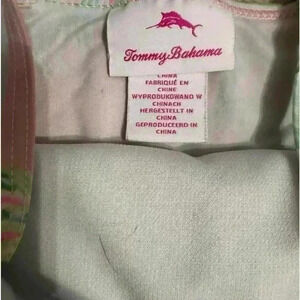 Tommy Bahama
CHINA
FABRIQUÉ EN
CHINE
WYPRODUKOWANO W
CHINACH
HERGESTELLT IN
CHINA
GEPRODUCEERD IN
CHINA